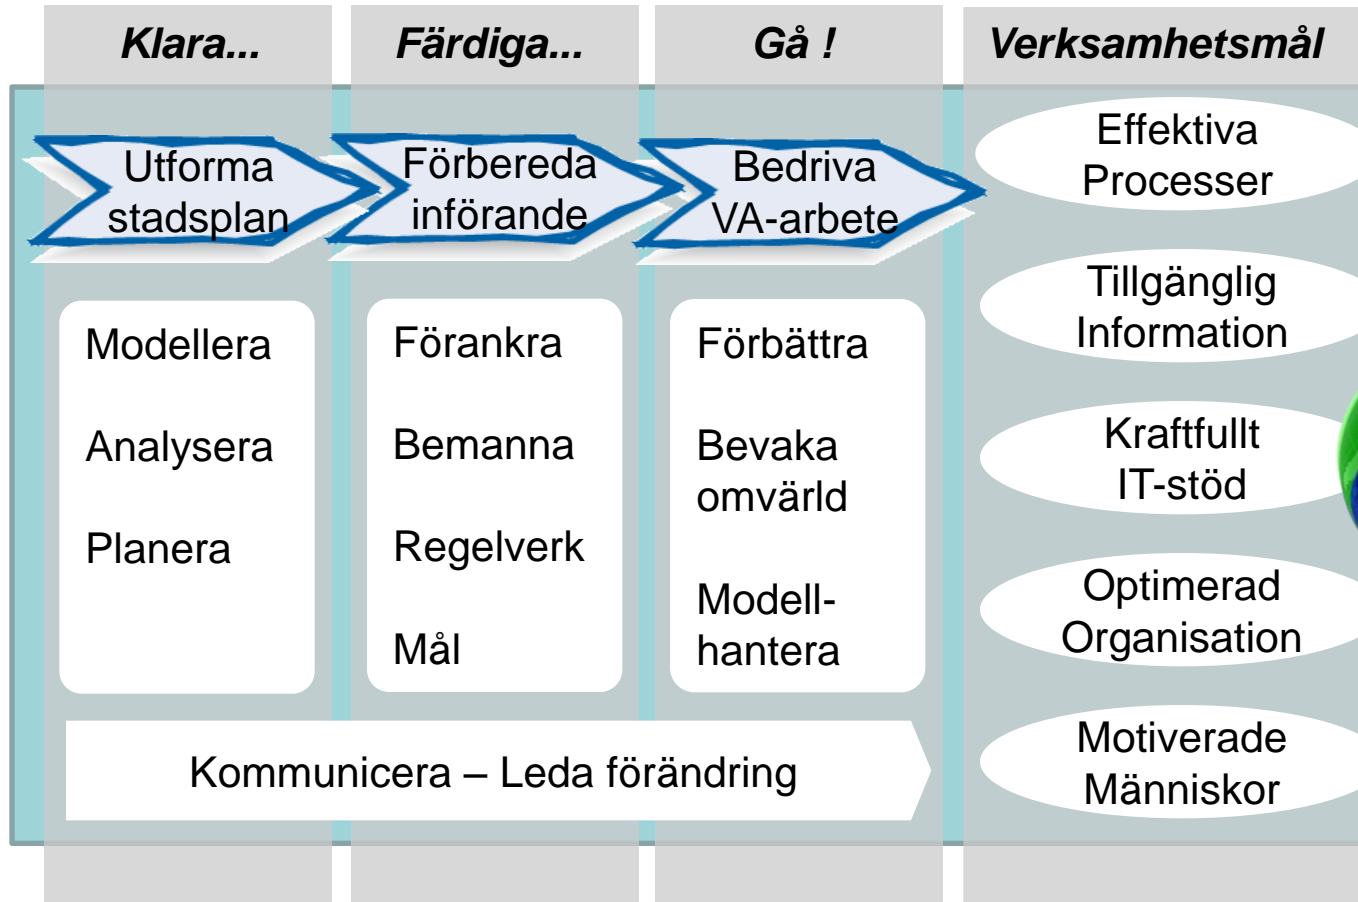 Klara...
Färdiga...
Gå !
Verksamhetsmål
Utforma
stadsplan
Förbereda
införande
Bedriva
VA-arbete
Modellera
Analysera
Planera
Förankra
Bemanna
Regelverk
Mål
Förbättra
Bevaka
omvärld
Modell-
hantera
Kommunicera – Leda förändring
Effektiva
Processer
Tillgänglig
Information
Kraftfullt
IT-stöd
Optimerad
Organisation
Motiverade
Människor